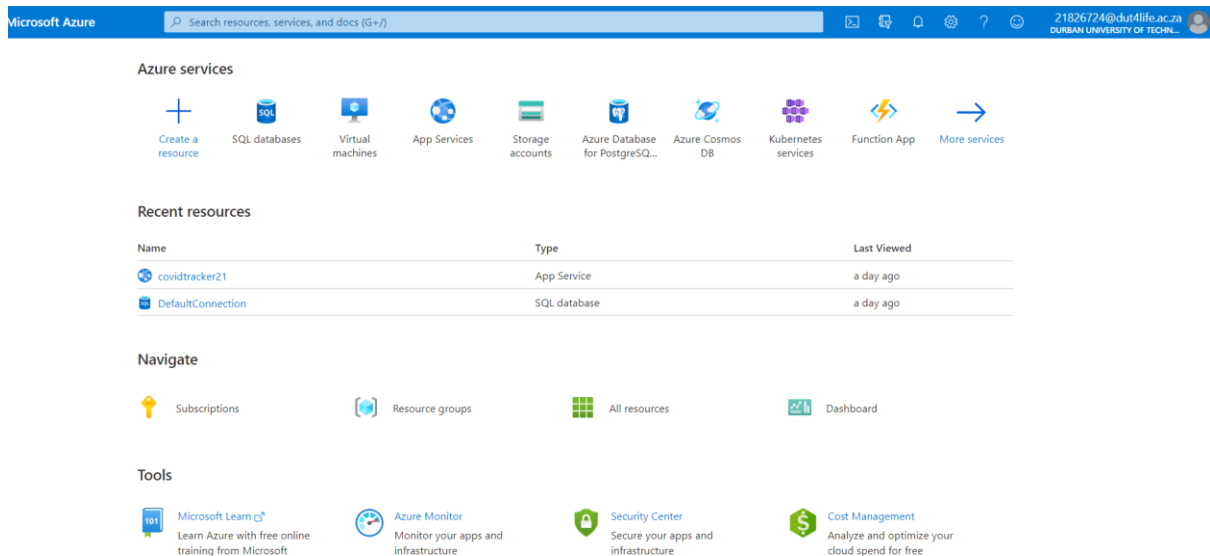 Microsoft Azure
Search resources, services, and docs (G+/)
21826724@dut4life.ac.za
DURBAN UNIVERSITY OF TECHN...
Azure services
Create a resource
SQL
SQL databases
Virtual machines
App Services
Storage accounts
Azure Database for PostgreSQ...
Azure Cosmos DB
Kubernetes services
Function App
More services
Recent resources
Name Type Last Viewed
covidtracker21 App Service a day ago
SQL DefaultConnection SQL database a day ago
Navigate
Subscriptions Resource groups All resources Dashboard
Tools
101
Microsoft Learn
Learn Azure with free online
training from Microsoft
Azure Monitor
Monitor your apps and
infrastructure
Security Center
Secure your apps and
infrastructure
Cost Management
Analyze and optimize your
cloud spend for free